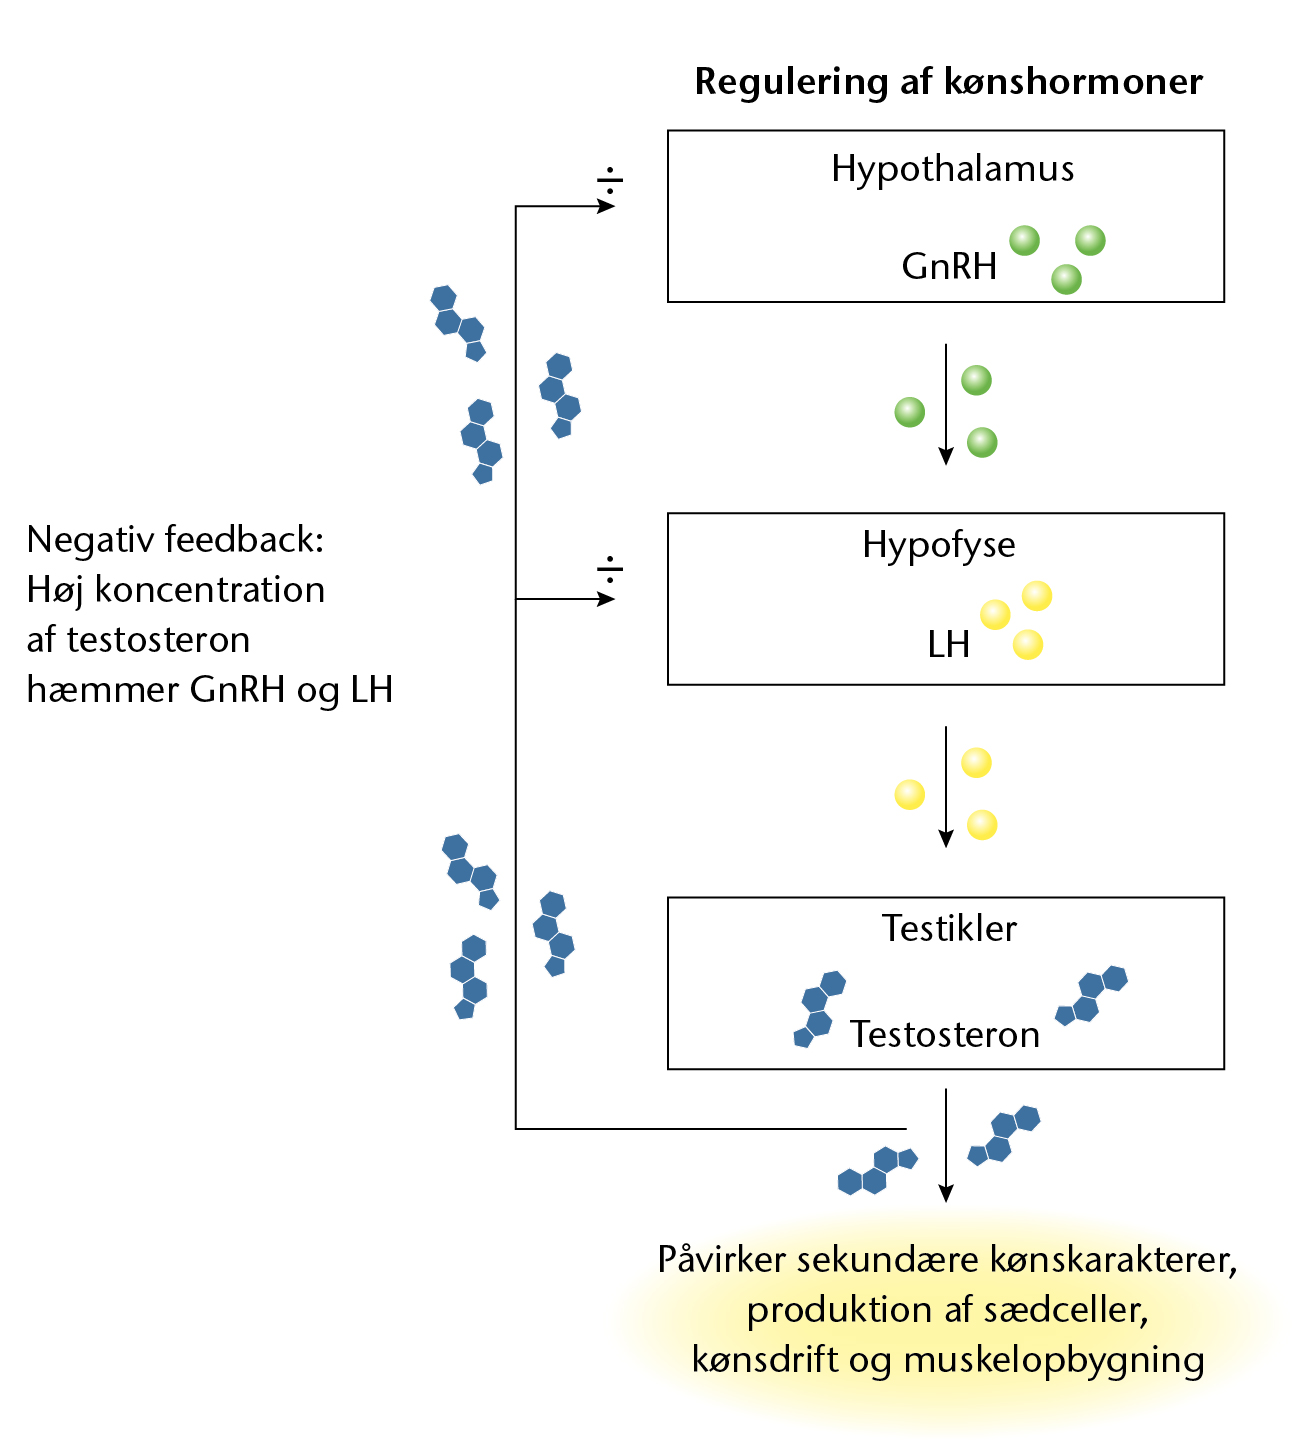 Regulering af kønshormoner
÷
Hypothalamus
GnRH
Negativ feedback:
Høj koncentration
af testosteron
hæmmer GnRH og LH
÷
Hypofyse
LH
Testikler
Testosteron
Påvirker sekundære kønskarakterer,
produktion af sædceller,
kønsdrift og muskelopbygning